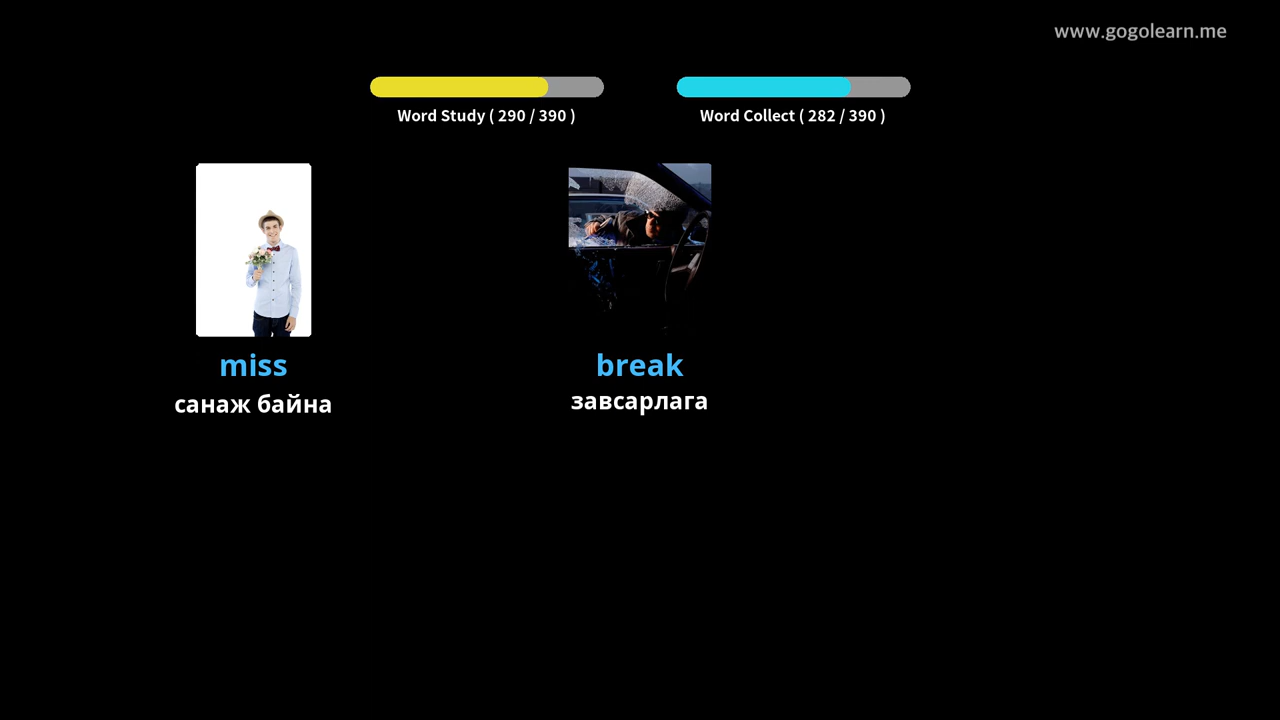 www.gogolearn.me
Word Study ( 290 / 390 )
Word Collect ( 282 / 390 )
miss
санаж байна
break
завсарлага